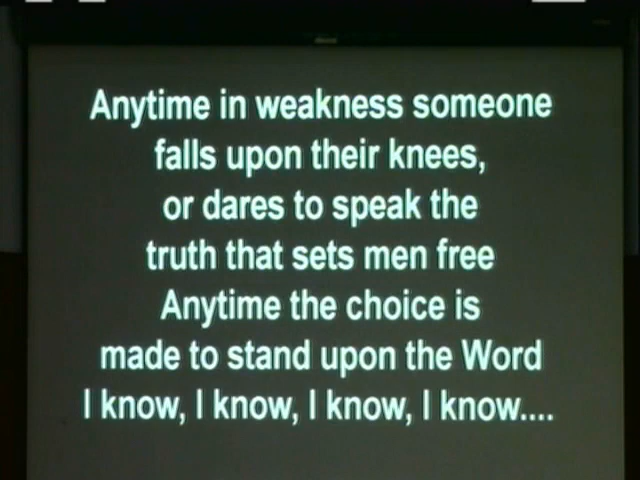 Anytime in weakness someone
falls upon their knees,
or dares to speak the
truth that sets men free
Anytime the choice is
made to stand upon the Word
I know, I know, I know, I know....